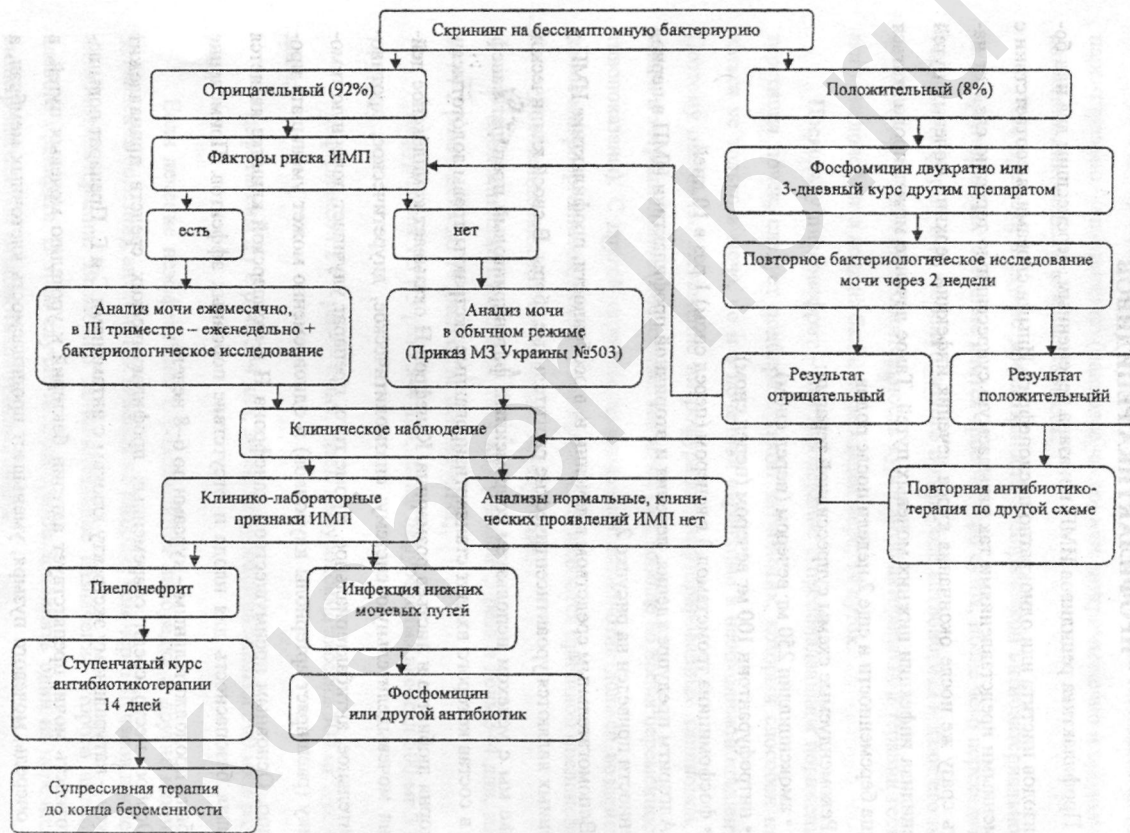 Скрининг на бессимптомную бактериурию
Отрицательный (92%)
Положительный (8%)
Факторы риска ИМП
Фосфомицин двукратно или
3-дневный курс другим препаратом
есть
нет
Повторное бактериологическое исследование
мочи через 2 недели
Анализ мочи ежемесячно,
в III триместре – еженедельно +
бактериологическое исследование
Анализ мочи
в обычном режиме
(Приказ МЗ Украины №503)
Результат
отрицательный
Результат
положительныйй
Клиническое наблюдение
Клинико-лабораторные
признаки ИМП
Анализы нормальные, клини-
ческих проявлений ИМП нет
Повторная антибиотико-
терапия по другой схеме
Пиелонефрит
Инфекция нижних
мочевых путей
Ступенчатый курс
антибиотикотерапии
14 дней
Фосфомицин
или другой антибиотик
Супрессивная терапия
до конца беременности
akusher-lib.ru